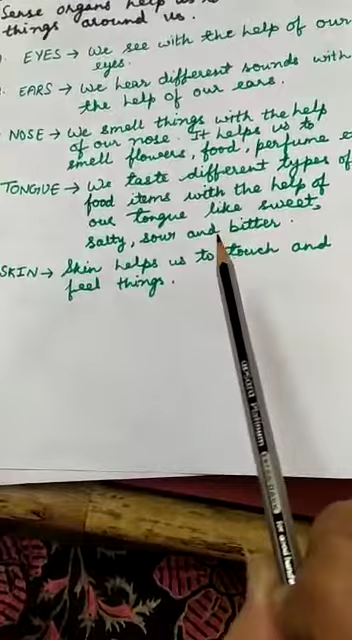 Sense organs help us to
things around us.
EYES → We see with the help of our
eyes.
EARS → We hear different sounds with
the help of our ears.
NOSE → We smell things with the help
of our nose. It helps us to
smell flowers, food, perfume e
TONGUE → We taste different types of
food items with the help of
our tongue like sweet,
salty, sour and bitter.
SKIN → Skin helps us to touch and
feel things.
apsara Platinum